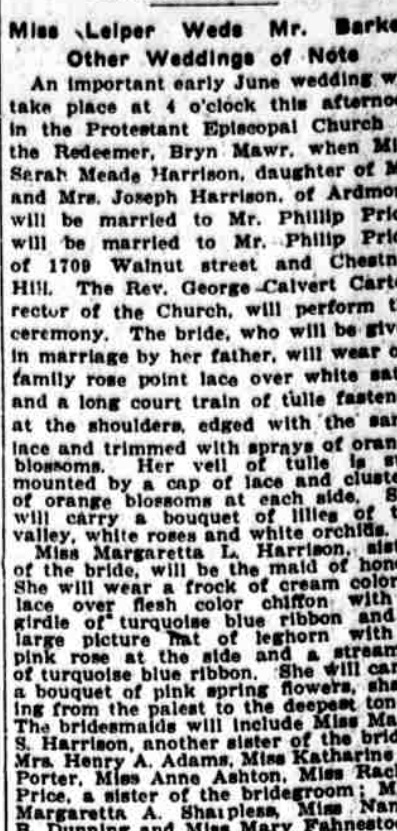 Miss Leiper Weds Mr. Barke
Other Weddings of Note
An important early June wedding w
take place at 4 o'clock this afternoo
in the Protestant Episcopal Church
the Redeemer, Bryn Mawr, when Mi
Sarah Meade Harrison, daughter of M
and Mrs. Joseph Harrison, of Ardmor
will be married to Mr. Phillip Pric
will be married to Mr. Philip Pric
of 1709 Walnut street and Chestn
Hill. The Rev. George Calvert Carte
rector of the Church, will perform t
ceremony. The bride, who will be give
in marriage by her father, will wear o
family rose point lace over white sat
and a long court train of tulle fasten
at the shoulders, edged with the sam
lace and trimmed with sprays of oran
blossoms. Her veil of tulle is s
mounted by a cap of lace and cluste
of orange blossoms at each side. S
will carry a bouquet of lilies of t
valley, white roses and white orchids.
Miss Margaretta L. Harrison, sist
of the bride, will be the maid of hono
She will wear a frock of cream color
lace over flesh color chiffon with
girdle of turquoise blue ribbon and
large picture hat of leghorn with
pink rose at the side and a stream
of turquoise blue ribbon. She will car
a bouquet of pink spring flowers, sha
ing from the palest to the deepest ton
The bridesmaids will include Miss Ma
S. Harrison, another sister of the brid
Mrs. Henry A. Adams, Miss Katharine
Porter, Miss Anne Ashton, Miss Rach
Price, a sister of the bridegroom; M
Margaretta A. Sharpless, Miss Nan
B. Dunning and Miss Mary Fahnesto